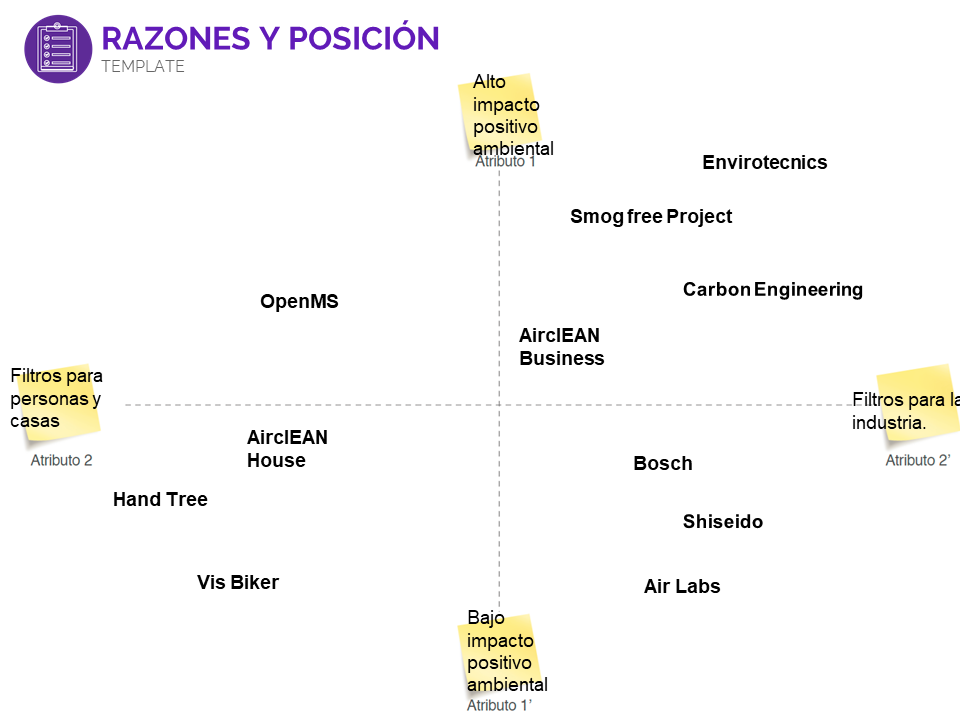 RAZONES Y POSICIÓN
TEMPLATE
Alto
impacto
positivo
ambiental
Atributo 1
Envirotecnics
Smog free Project
Carbon Engineering
OpenMS
AirclEAN
Business
Filtros para
personas y
casas
Atributo 2
Filtros para la
industria.
Atributo 2’
AirclEAN
House
Bosch
Hand Tree
Shiseido
Vis Biker
Air Labs
Bajo
impacto
positivo
ambiental
Atributo 1’